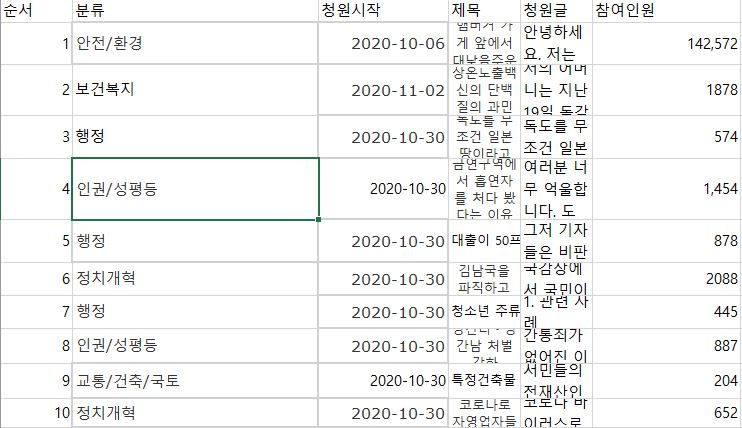 순서 분류 청원시작 제목 청원글 참여인원
1 안전/환경 2020-10-06 햄버거 가 게 앞에서 대낮음주운 안녕하세 요. 저는 142,572
2 보건복지 2020-11-02 상온노출백 신의 단백 질의 과민 저의 어머 니는 지난 19일 독감 1878
3 행정 2020-10-30 독도를 무 조건 일본 땅이라고 독도를 무 조건 일본 574
4 인권/성평등 2020-10-30 금연구역에 서 흡연자 를 쳐다 봤 다는 이유 여러분 너 무 억울합 니다. 도 1,454
5 행정 2020-10-30 대출이 50프 그저 기자 들은 비판 878
6 정치개혁 2020-10-30 김남국을 파직하고 국감장에 서 국민이 2088
7 행정 2020-10-30 청소년 주류 1. 관련 사 례 445
8 인권/성평등 2020-10-30 간남 처벌 강화 간통죄가 없어진 이 887
9 교통/건축/국토 2020-10-30 특정건축물 서민들의 전재산인 204
10 정치개혁 2020-10-30 코로나로 자영업자들 코로나 바 이러스로 652